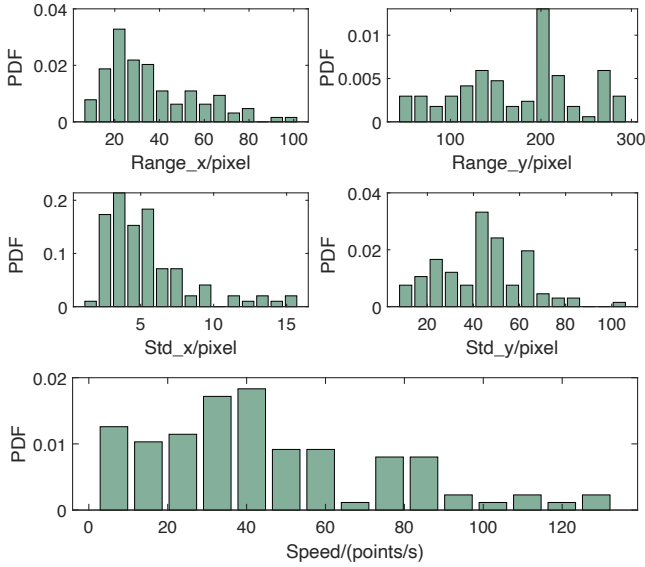 0.04
0.02
0
PDF
20 40 60 80 100
Range_x/pixel
0.01
0.005
0
PDF
100 200 300
Range_y/pixel
0.2
0.1
0
PDF
5 10 15
Std_x/pixel
0.04
0.02
0
PDF
20 40 60 80 100
Std_y/pixel
0.02
0.01
0
PDF
0 20 40 60 80 100 120
Speed/(points/s)